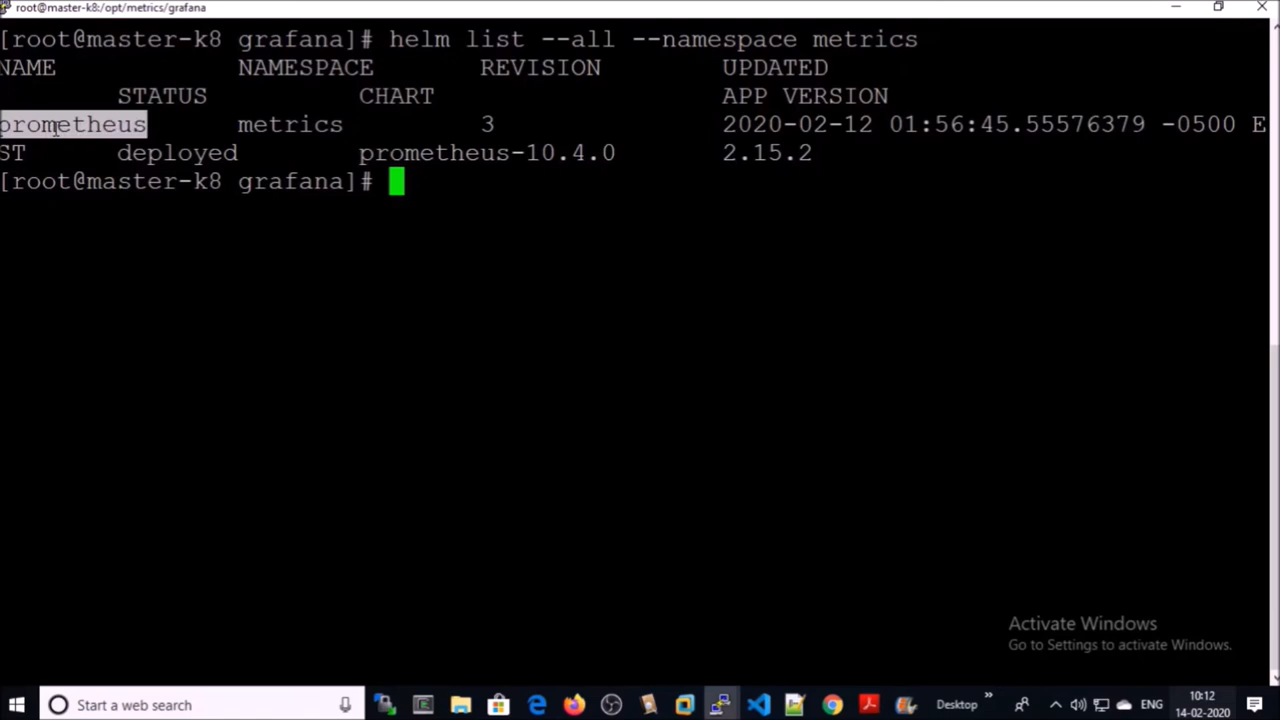 root@master-k8:/opt/metrics/grafana
[root@master-k8 grafana]# helm list --all --namespace metrics
NAME NAMESPACE REVISION UPDATED
STATUS CHART APP VERSION
prometheus metrics 3 2020-02-12 01:56:45.55576379 -0500 E
ST deployed prometheus-10.4.0 2.15.2
[root@master-k8 grafana]#
Activate Windows
Go to Settings to activate Windows.
Start a web search
Desktop
ENG
10:12
14-02-2020